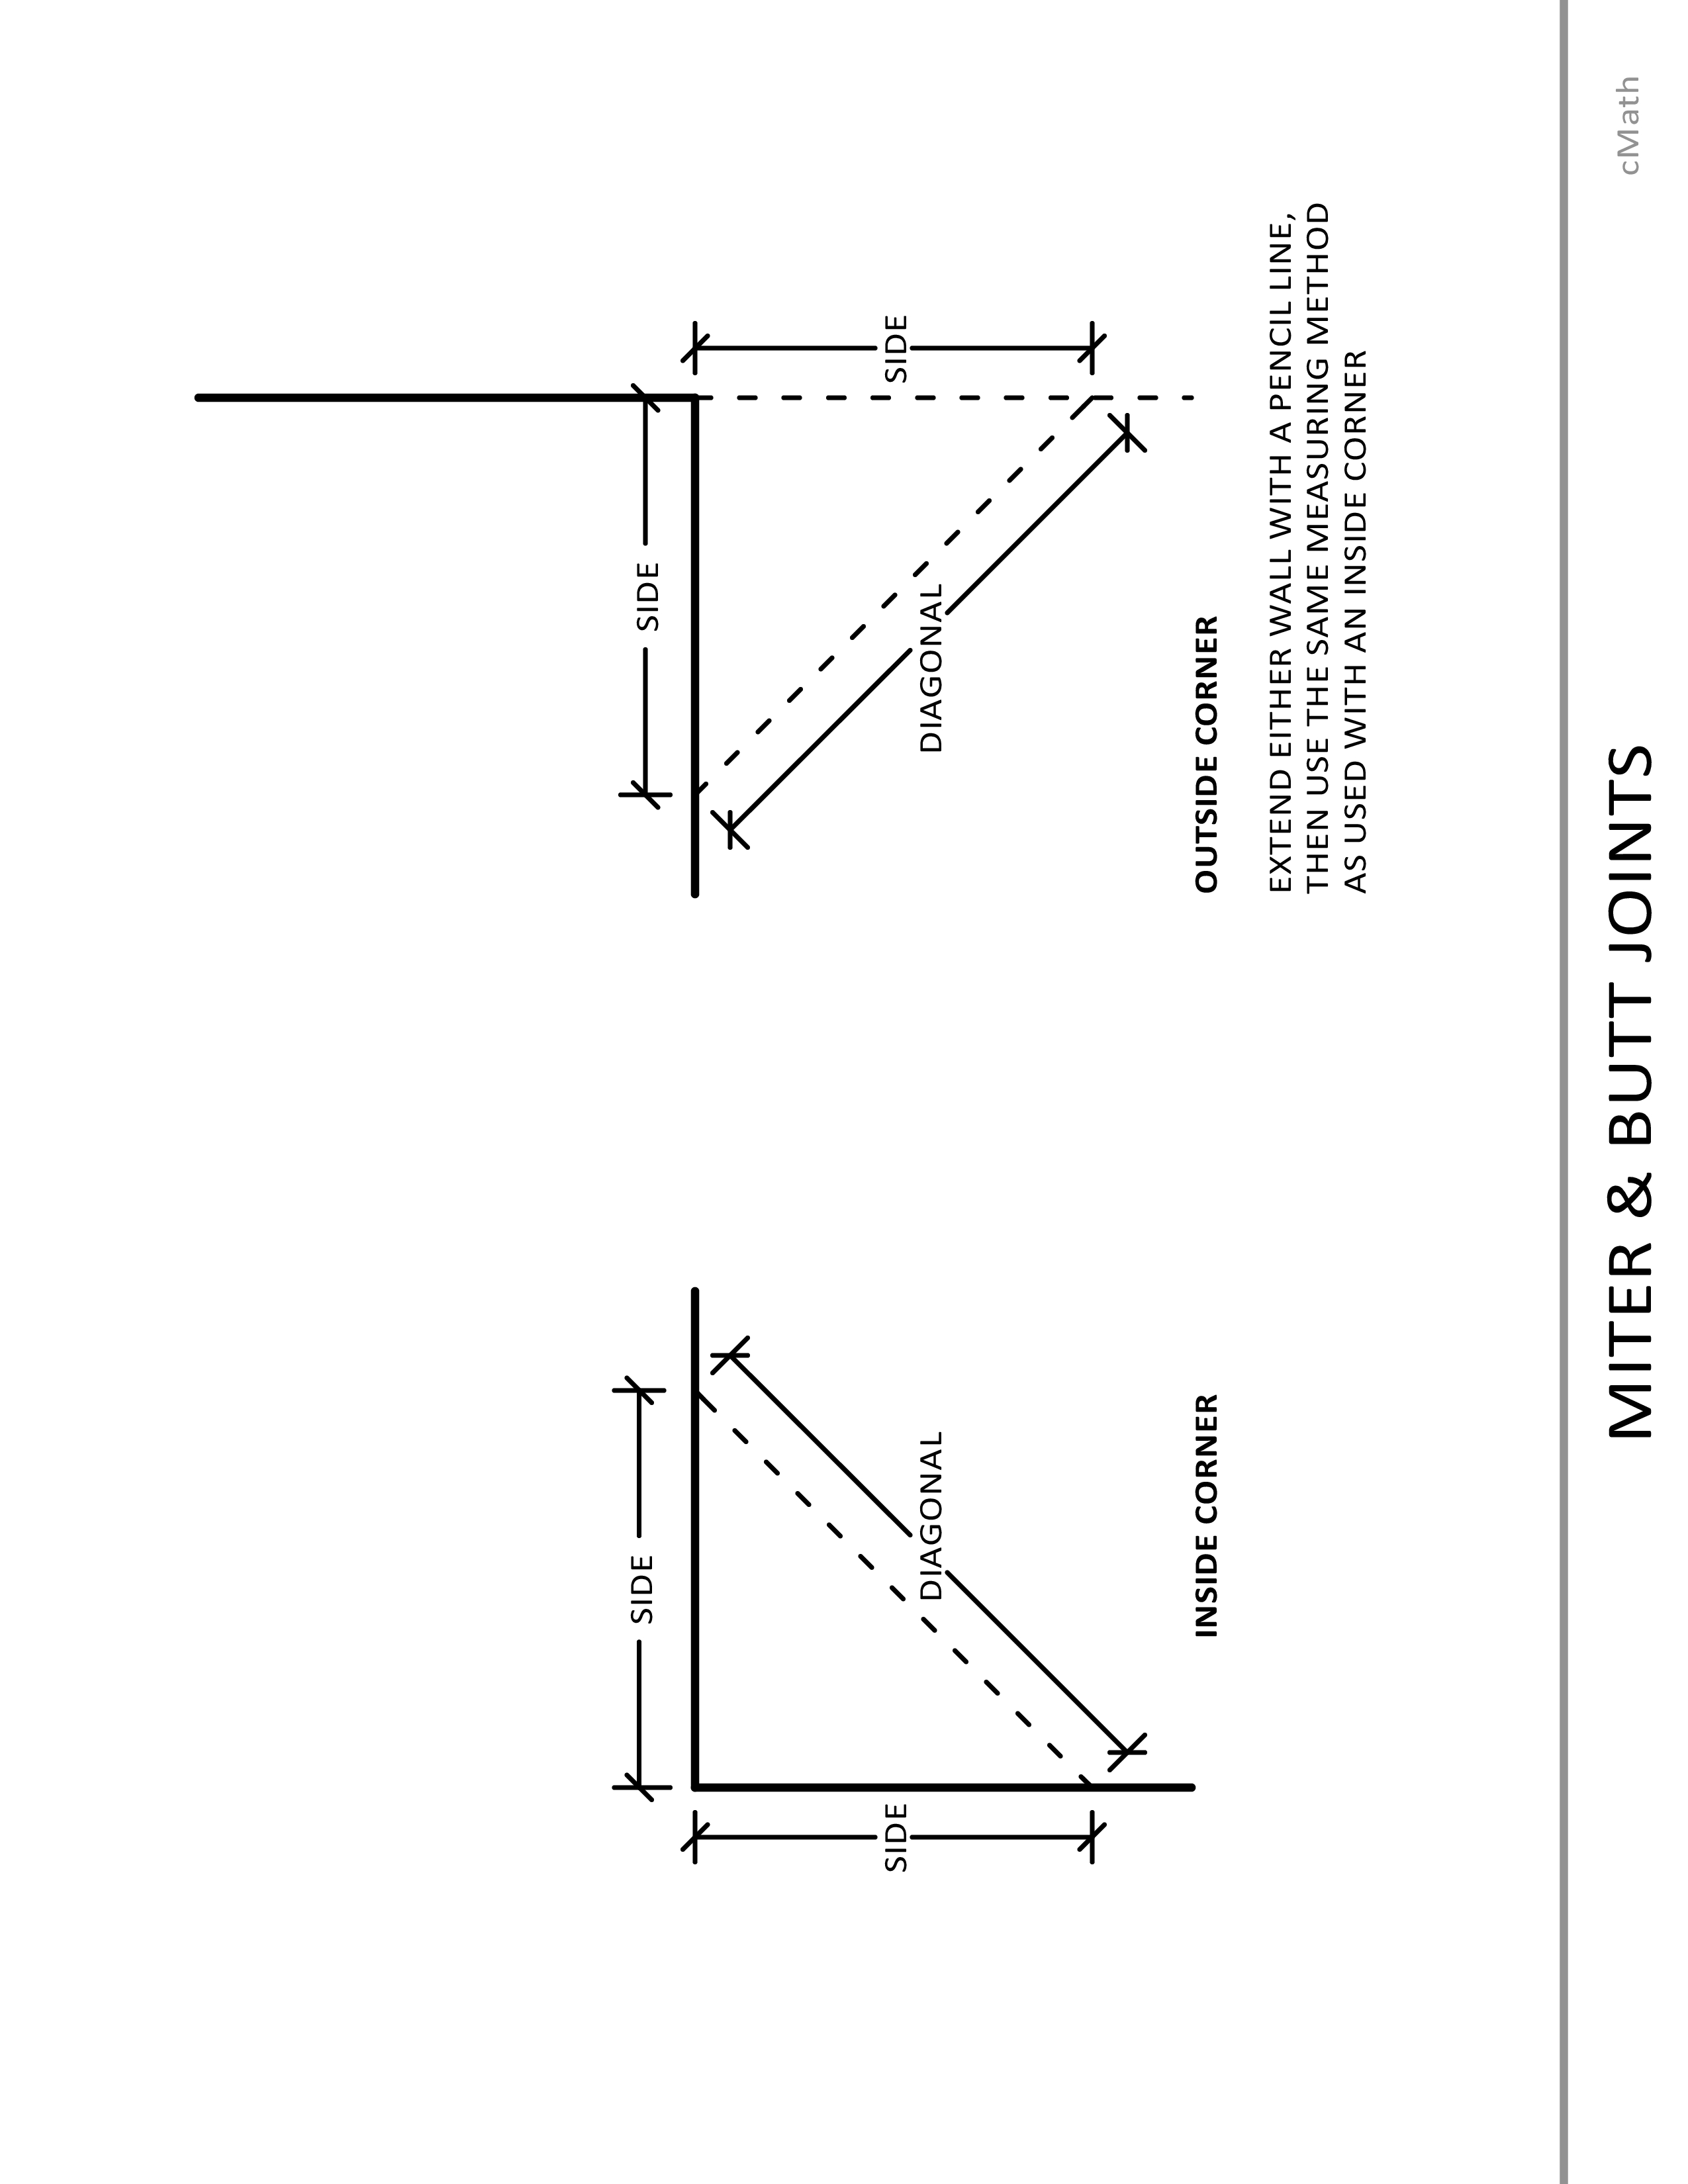 SIDE
SIDE
DIAGONAL
INSIDE CORNER
SIDE
SIDE
DIAGONAL
OUTSIDE CORNER
EXTEND EITHER WALL WITH A PENCIL LINE,
THEN USE THE SAME MEASURING METHOD
AS USED WITH AN INSIDE CORNER
MITER & BUTT JOINTS
cMath